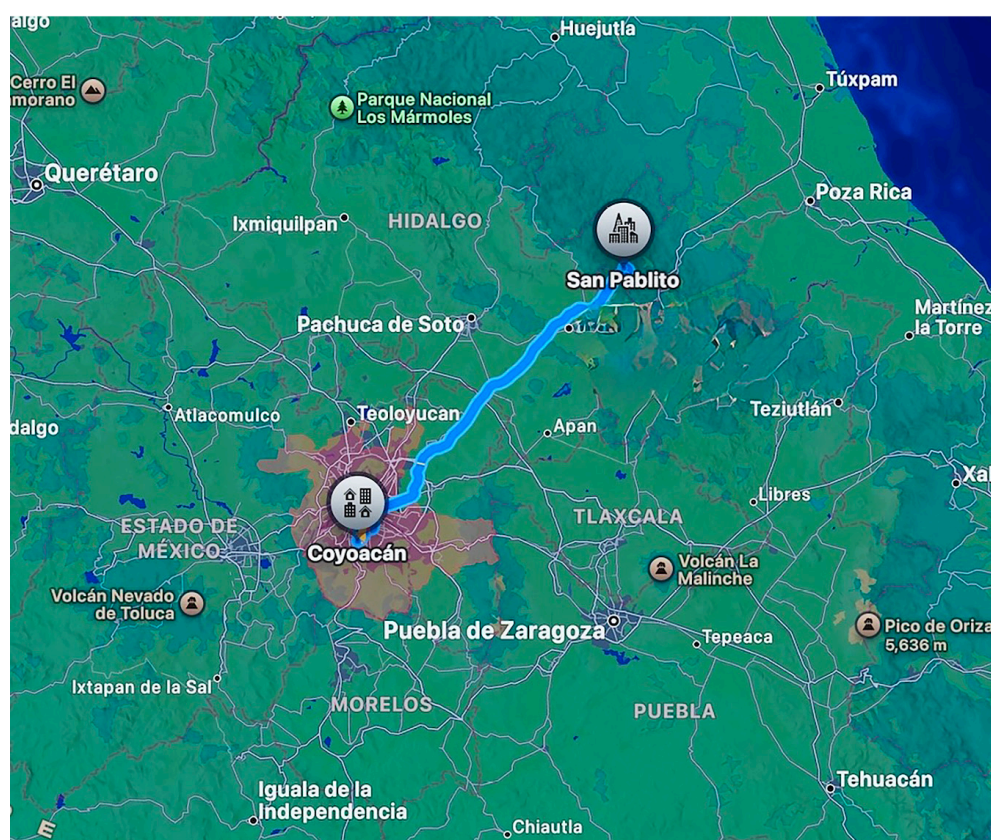 algo
Huejutla
Cerro El
amorano
Túxpam
Parque Nacional
Los Mármoles
Querétaro
Poza Rica
Ixmiquilpan
HIDALGO
San Pablito
Martínez
la Torre
Pachuca de Soto
Atlacomulco
Teoloyucan
Teziutlán
dalgo
Apan
Xal
Libres
ESTADO DE
MÉXICO
TLAXCALA
Coyoacán
Volcán La
Malinche
Volcán Nevado
de Toluca
Puebla de Zaragoza
Tepeaca
Pico de Oriza
5,636 m
Ixtapan de la Sal
MORELOS
PUEBLA
Tehuacán
Iguala de la
Independencia
Chiautla
E